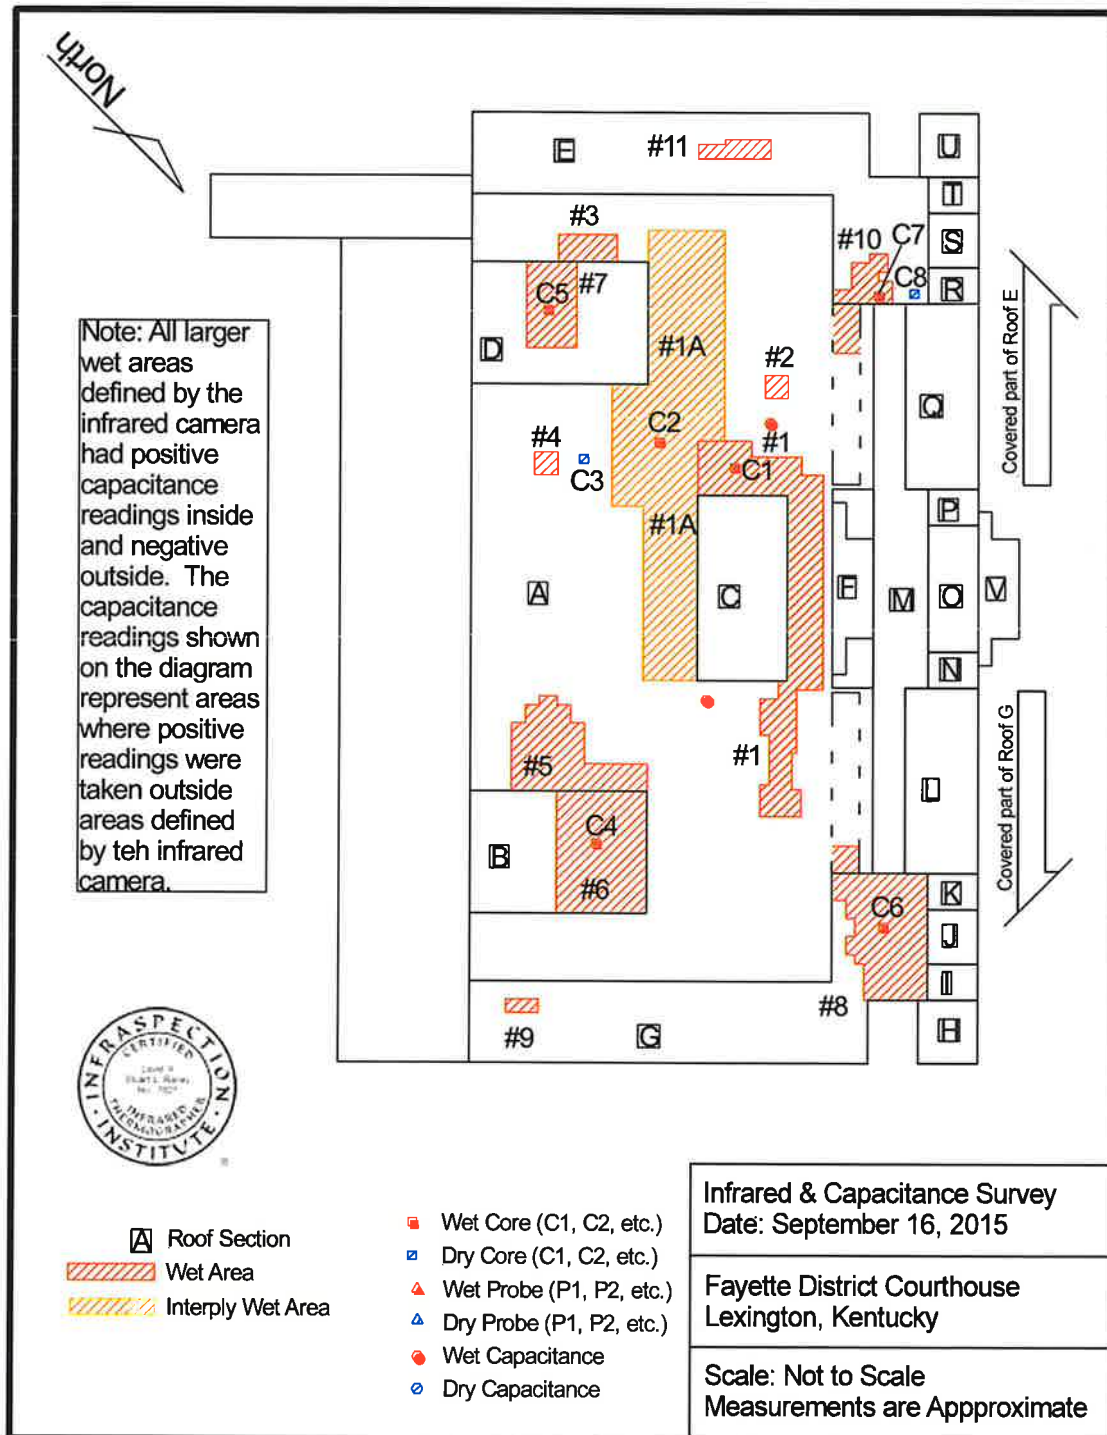 North
E
#11
U
T
#3
S
#10
C7
C8
R
C5
#7
Note: All larger
wet areas
defined by the
infrared camera
had positive
capacitance
readings inside
and negative
outside. The
capacitance
readings shown
on the diagram
represent areas
where positive
readings were
taken outside
areas defined
by teh infrared
camera.
D
#1A
#2
Q
Covered part of Roof E
C2
#4
C3
#1
C1
#1A
P
A
C
F
M
O
V
N
#5
#1
L
Covered part of Roof G
B
C4
#6
K
C6
J
I
#8
#9
G
H
INFRASPECTION
INSTITUTE
CERTIFIED
INFRARED
THERMOGRAPHER
®
A Roof Section
Wet Area
Interply Wet Area
Wet Core (C1, C2, etc.)
Dry Core (C1, C2, etc.)
Wet Probe (P1, P2, etc.)
Dry Probe (P1, P2, etc.)
Wet Capacitance
Dry Capacitance
Infrared & Capacitance Survey
Date: September 16, 2015
Fayette District Courthouse
Lexington, Kentucky
Scale: Not to Scale
Measurements are Appproximate